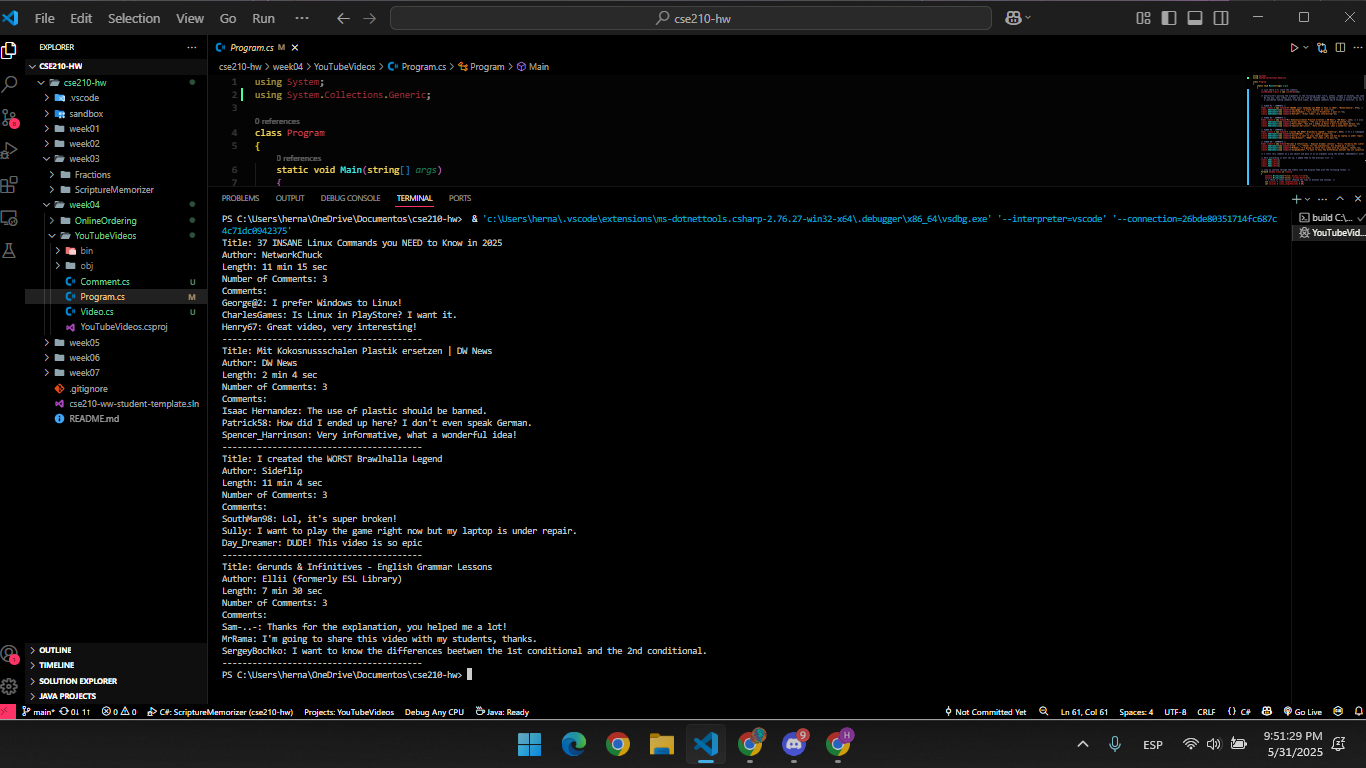 File Edit Selection View Go Run ··· cse210-hw
EXPLORER ···
CSE210-HW
cse210-hw
.vscode
sandbox
week01
week02
week03
Fractions
ScriptureMemorizer
week04
OnlineOrdering
YouTubeVideos
bin
obj
Comment.cs U
Program.cs M
Video.cs U
YouTubeVideos.csproj
week05
week06
week07
.gitignore
cse210-ww-student-template.sln
README.md
OUTLINE
TIMELINE
SOLUTION EXPLORER
JAVA PROJECTS
Program.cs M
cse210-hw > week04 > YouTubeVideos > Program.cs > Program > Main
1 using System;
2 using System.Collections.Generic;
3
0 references
4 class Program
5 {
0 references
6 static void Main(string[] args)
7 {
PROBLEMS OUTPUT DEBUG CONSOLE TERMINAL PORTS
build C:\...
YouTubeVid...
PS C:\Users\herna\OneDrive\Documentos\cse210-hw> & 'c:\Users\herna\.vscode\extensions\ms-dotnettools.csharp-2.76.27-win32-x64\.debugger\x86_64\vsdbg.exe' '--interpreter=vscode' '--connection=26bde80351714fc687c
4c71dc0942375'
Title: 37 INSANE Linux Commands you NEED to Know in 2025
Author: NetworkChuck
Length: 11 min 15 sec
Number of Comments: 3
Comments:
George@2: I prefer Windows to Linux!
CharlesGames: Is Linux in PlayStore? I want it.
Henry67: Great video, very interesting!
----------------------------------------
Title: Mit Kokosnussschalen Plastik ersetzen | DW News
Author: DW News
Length: 2 min 4 sec
Number of Comments: 3
Comments:
Isaac Hernandez: The use of plastic should be banned.
Patrick58: How did I ended up here? I don't even speak German.
Spencer_Harrinson: Very informative, what a wonderful idea!
----------------------------------------
Title: I created the WORST Brawlhalla Legend
Author: Sideflip
Length: 11 min 4 sec
Number of Comments: 3
Comments:
SouthMan98: Lol, it's super broken!
Sully: I want to play the game right now but my laptop is under repair.
Day_Dreamer: DUDE! This video is so epic
----------------------------------------
Title: Gerunds & Infinitives - English Grammar Lessons
Author: Ellii (formerly ESL Library)
Length: 7 min 30 sec
Number of Comments: 3
Comments:
Sam-..-: Thanks for the explanation, you helped me a lot!
MrRama: I'm going to share this video with my students, thanks.
SergeyBochko: I want to know the differences beetwen the 1st conditional and the 2nd conditional.
----------------------------------------
PS C:\Users\herna\OneDrive\Documentos\cse210-hw>
main* 0↓ 1↑ 0 0 C#: ScriptureMemorizer (cse210-hw) Projects: YouTubeVideos Debug Any CPU Java: Ready Not Committed Yet Ln 61, Col 61 Spaces: 4 UTF-8 CRLF {} C# Go Live
9 H ESP
9:51:29 PM
5/31/2025